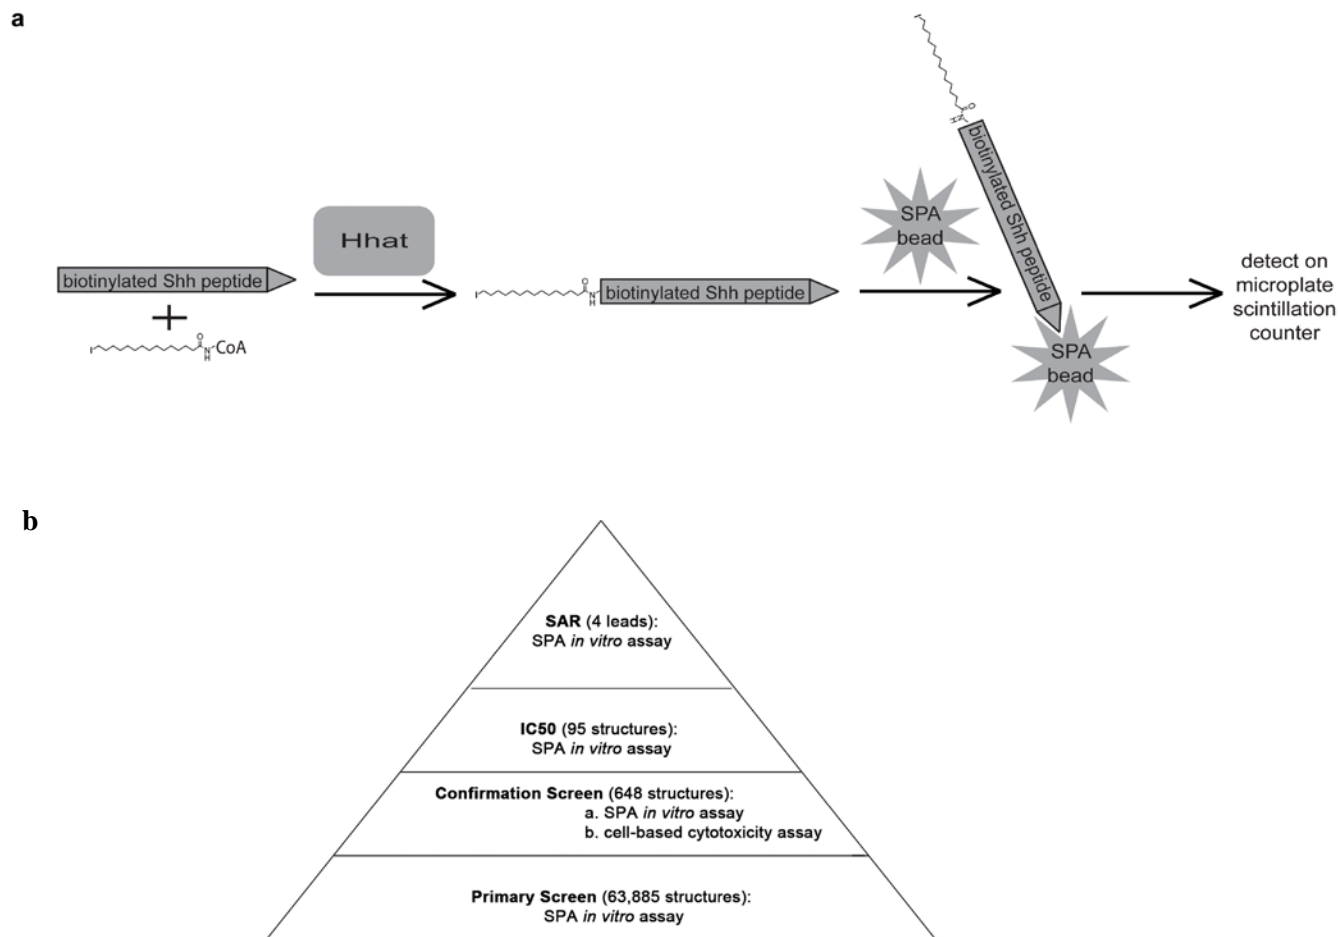 a
biotinylated Shh peptide
+
I
O
N
H
-CoA
Hhat
I
O
N
H
biotinylated Shh peptide
SPA
bead
I
O
N
H
biotinylated Shh peptide
SPA
bead
detect on
microplate
scintillation
counter
b
SAR (4 leads):
SPA in vitro assay
IC50 (95 structures):
SPA in vitro assay
Confirmation Screen (648 structures):
a. SPA in vitro assay
b. cell-based cytotoxicity assay
Primary Screen (63,885 structures):
SPA in vitro assay